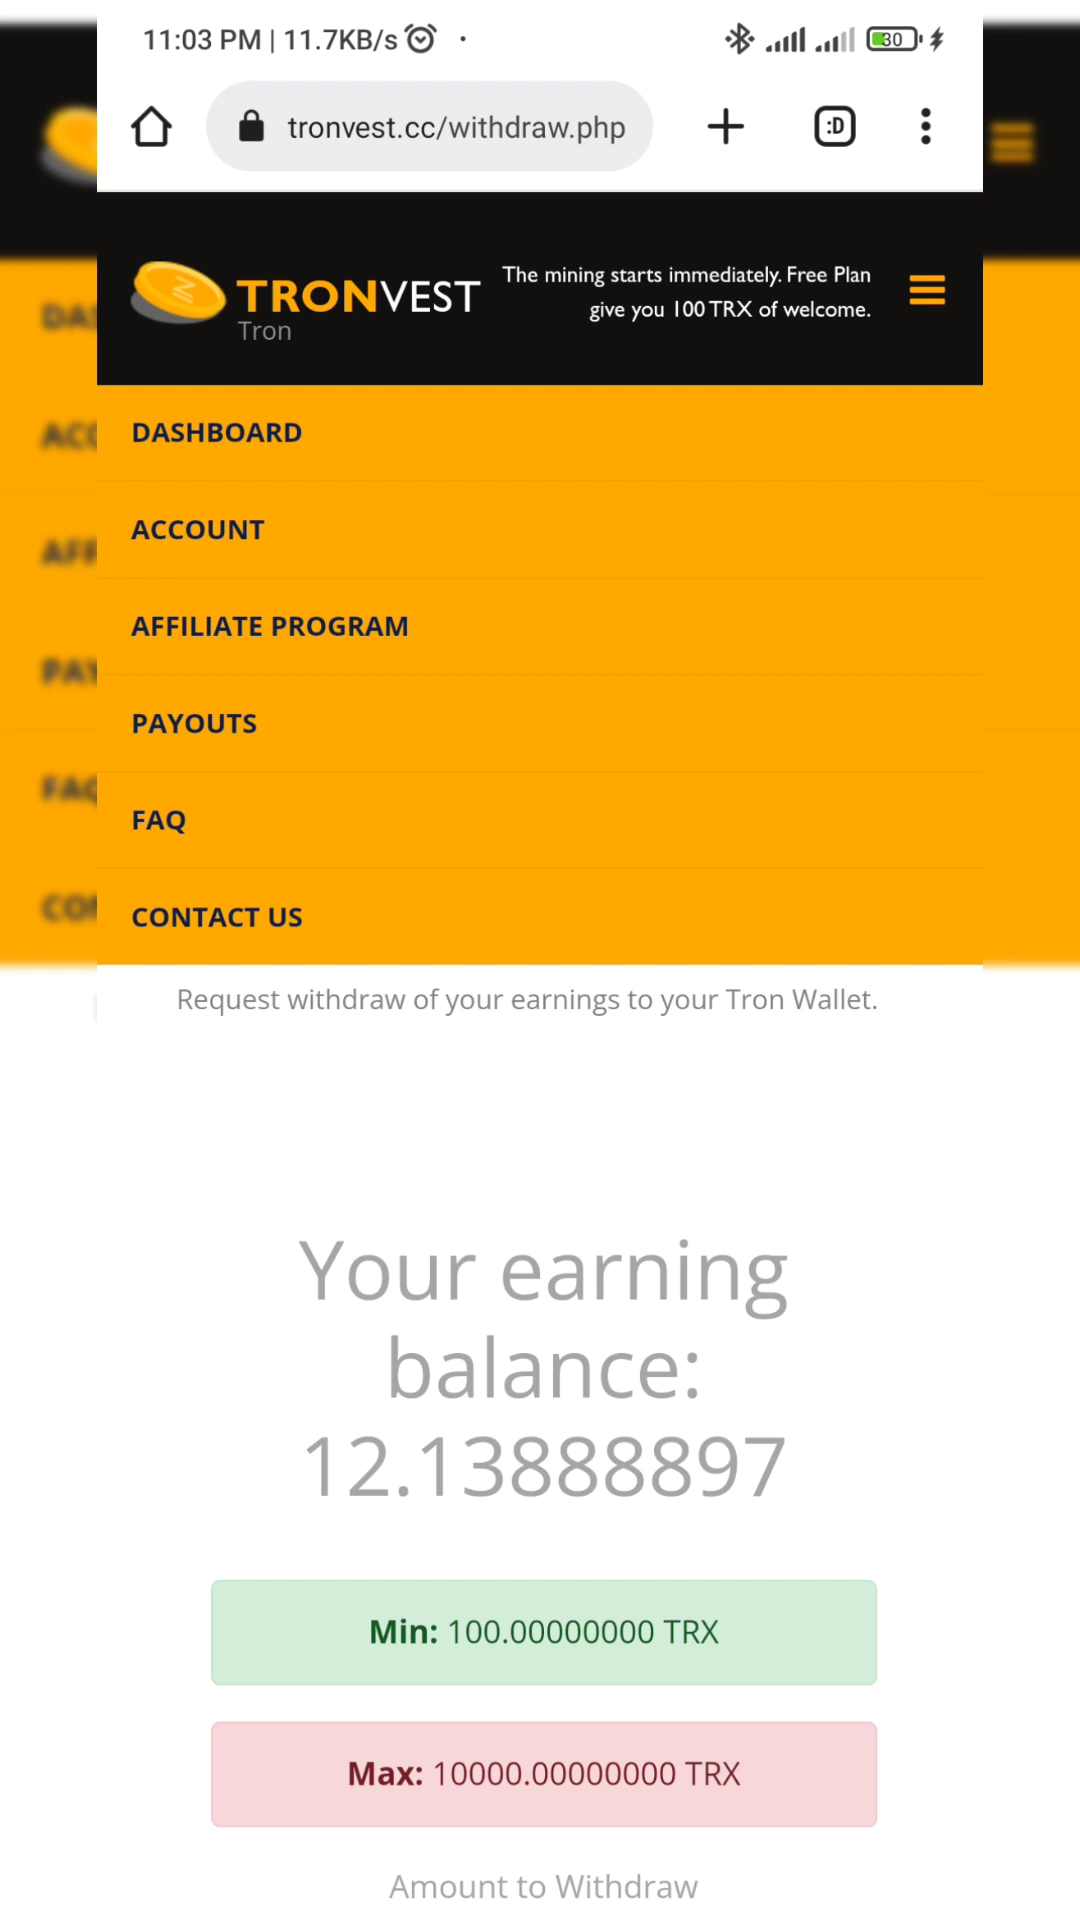 11:03 PM | 11.7KB/s
30
tronvest.cc/withdraw.php
:D
TRONVEST
Tron
The mining starts immediately. Free Plan
give you 100 TRX of welcome.
DASHBOARD
ACCOUNT
AFFILIATE PROGRAM
PAYOUTS
FAQ
CONTACT US
Request withdraw of your earnings to your Tron Wallet.
Your earning
balance:
12.13888897
Min: 100.00000000 TRX
Max: 10000.00000000 TRX
Amount to Withdraw